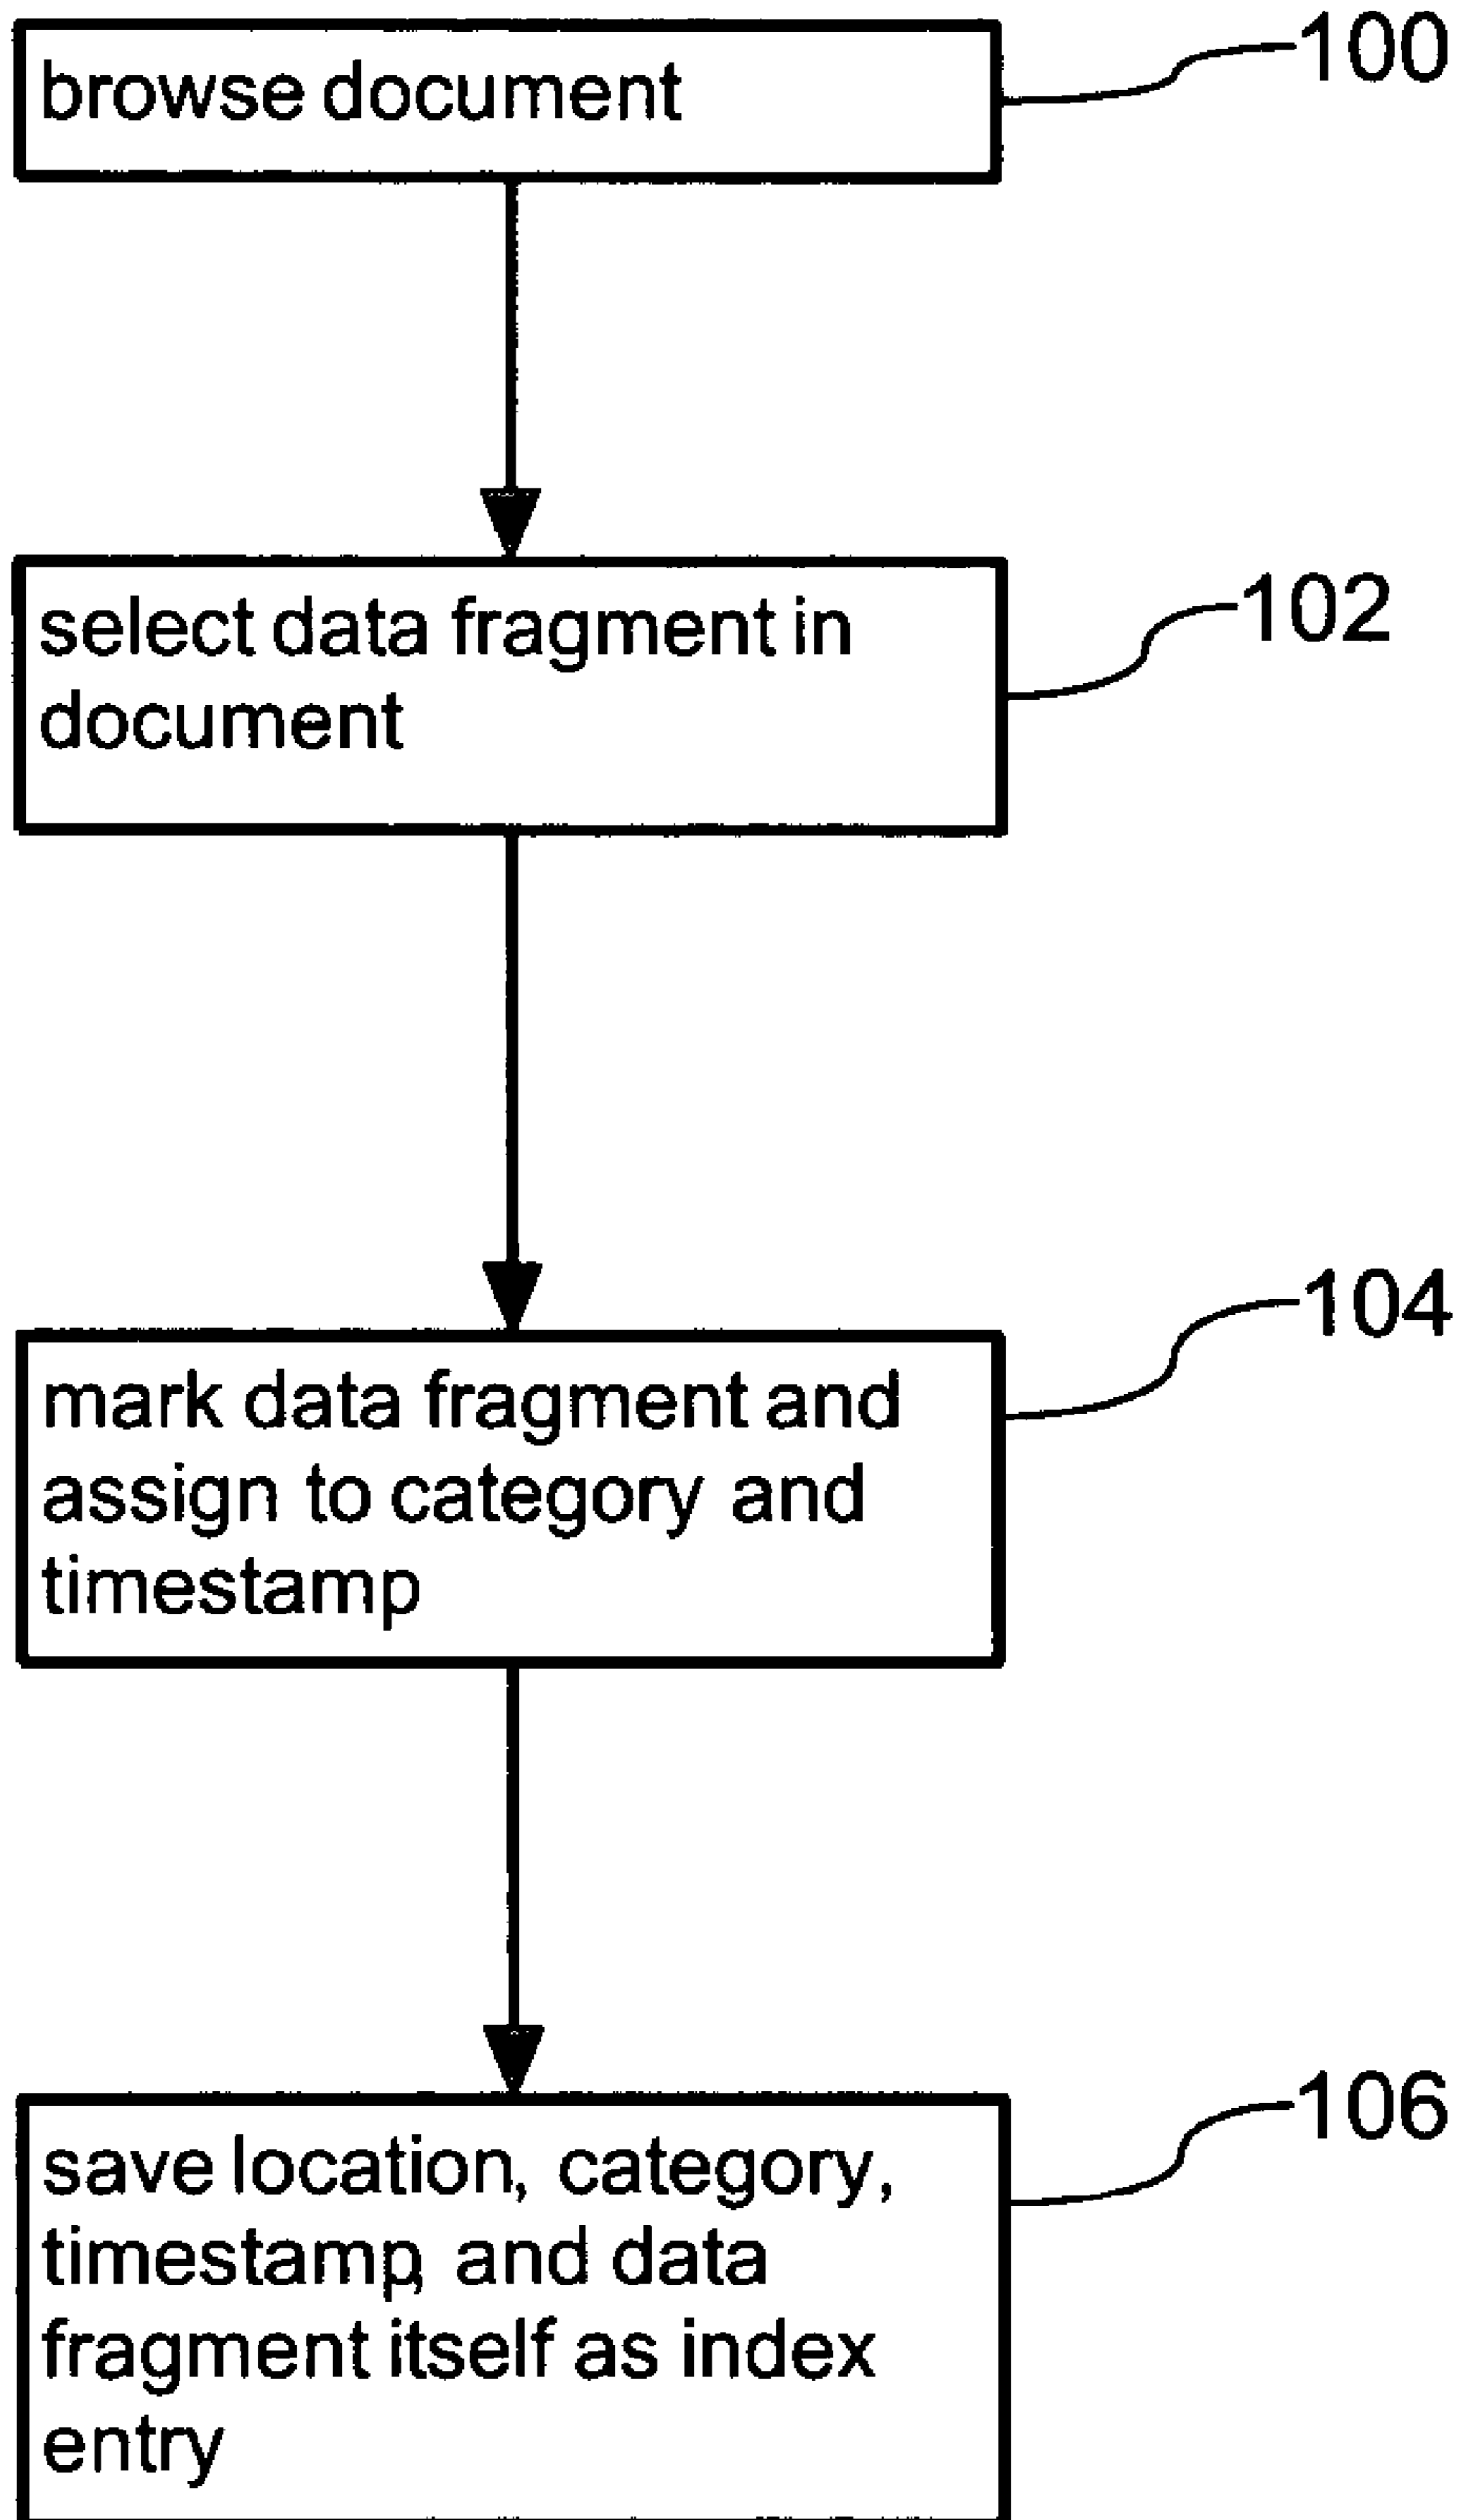 browse document
100
select data fragment in
document
102
mark data fragment and
assign to category and
timestamp
104
save location, category,
timestamp and data
fragment itself as index
entry
106